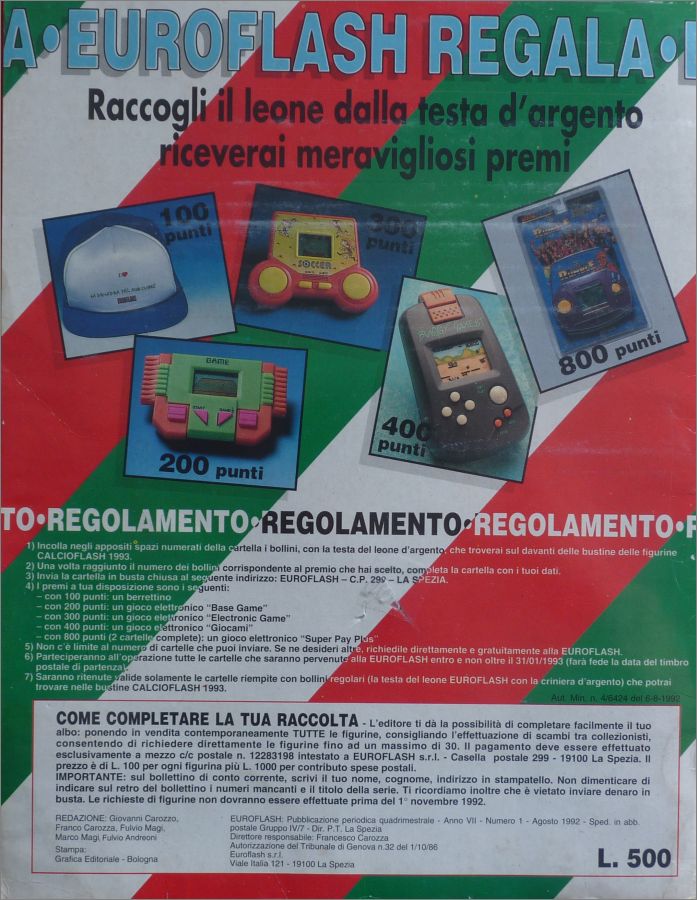 A•EUROFLASH REGALA•E
Raccogli il leone dalla testa d'argento
riceverai meravigliosi premi
100
punti
300
punti
800 punti
SOCCER
GAME
START
200 punti
400
punti
TO•REGOLAMENTO•REGOLAMENTO•REGOLAMENTO•R
1) Incolla negli appositi spazi numerati della cartella i bollini, con la testa del leone d'argento, che troverai sul davanti delle bustine delle figurine
CALCIOFLASH 1993.
2) Una volta raggiunto il numero dei bollini corrispondente al premio che hai scelto, completa la cartella con i tuoi dati.
3) Invia la cartella in busta chiusa al seguente indirizzo: EUROFLASH – C.P. 299 – LA SPEZIA.
4) I premi a tua disposizione sono i seguenti:
– con 100 punti: un berrettino
– con 200 punti: un gioco elettronico “Base Game”
– con 300 punti: un gioco elettronico “Electronic Game”
– con 400 punti: un gioco elettronico “Giocami”
– con 800 punti (2 cartelle complete): un gioco elettronico “Super Pay Plus”
5) Non c'è limite al numero di cartelle che puoi inviare. Se ne desideri altre, richiedile direttamente e gratuitamente alla EUROFLASH.
6) Parteciperanno all'operazione tutte le cartelle che saranno pervenute alla EUROFLASH entro e non oltre il 31/01/1993 (farà fede la data del timbro
postale di partenza).
7) Saranno ritenute valide solamente le cartelle riempite con bollini regolari (la testa del leone EUROFLASH con la criniera d'argento) che potrai
trovare nelle bustine CALCIOFLASH 1993.
Aut. Min. n. 4/6424 del 6-8-1992
COME COMPLETARE LA TUA RACCOLTA - L'editore ti dà la possibilità di completare facilmente il tuo
albo: ponendo in vendita contemporaneamente TUTTE le figurine, consigliando l'effettuazione di scambi tra collezionisti,
consentendo di richiedere direttamente le figurine fino ad un massimo di 30. Il pagamento deve essere effettuato
esclusivamente a mezzo c/c postale n. 12283198 intestato a EUROFLASH s.r.l. - Casella postale 299 - 19100 La Spezia. Il
prezzo è di L. 100 per ogni figurina più L. 1000 per contributo spese postali.
IMPORTANTE: sul bollettino di conto corrente, scrivi il tuo nome, cognome, indirizzo in stampatello. Non dimenticare di
indicare sul retro del bollettino i numeri mancanti e il titolo della serie. Ti ricordiamo inoltre che è vietato inviare denaro in
busta. Le richieste di figurine non dovranno essere effettuate prima del 1° novembre 1992.
REDAZIONE: Giovanni Carozzo,
Franco Carozza, Fulvio Magi,
Marco Magi, Fulvio Andreoni
Stampa:
Grafica Editoriale - Bologna
EUROFLASH: Pubblicazione periodica quadrimestrale - Anno VII - Numero 1 - Agosto 1992 - Sped. in abb.
postale Gruppo IV/7 - Dir. P.T. La Spezia
Direttore responsabile: Francesco Carozza
Autorizzazione del Tribunale di Genova n.32 del 1/10/86
Euroflash s.r.l.
Viale Italia 121 - 19100 La Spezia
L. 500